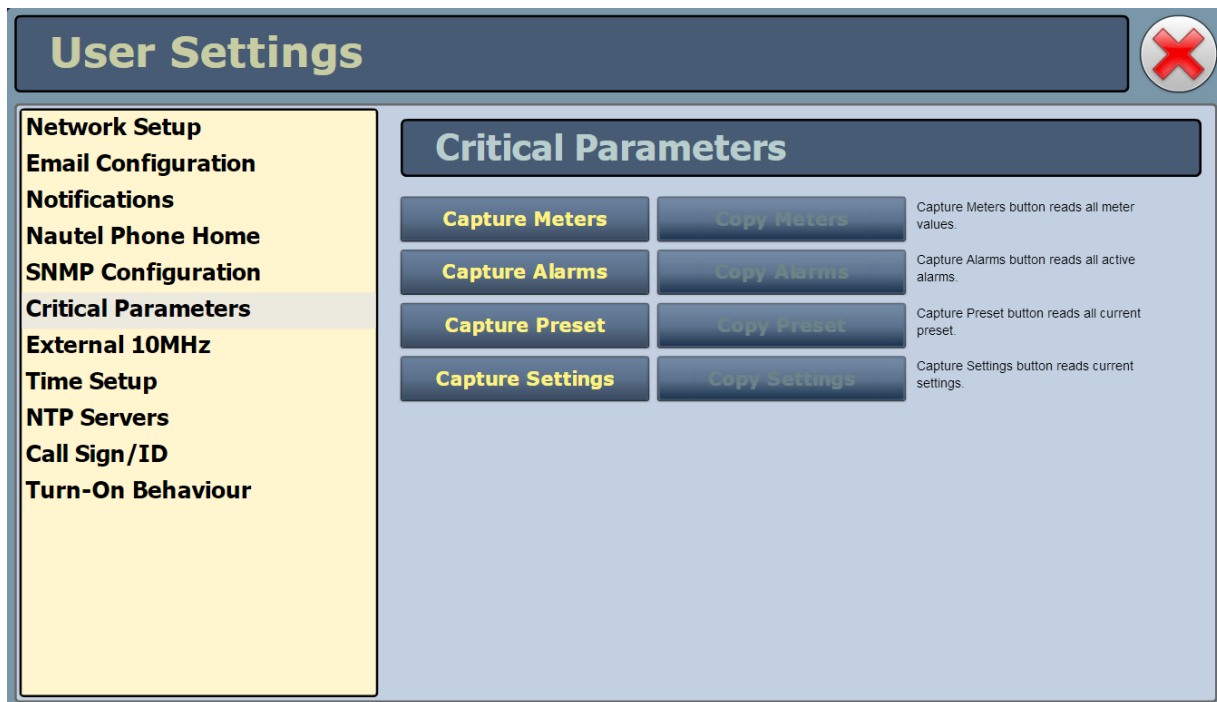 User Settings
Network Setup
Email Configuration
Notifications
Nautel Phone Home
SNMP Configuration
Critical Parameters
External 10MHz
Time Setup
NTP Servers
Call Sign/ID
Turn-On Behaviour
Critical Parameters
Capture Meters
Copy Meters
Capture Meters button reads all meter
values.
Capture Alarms
Copy Alarms
Capture Alarms button reads all active
alarms.
Capture Preset
Copy Preset
Capture Preset button reads all current
preset.
Capture Settings
Copy Settings
Capture Settings button reads current
settings.